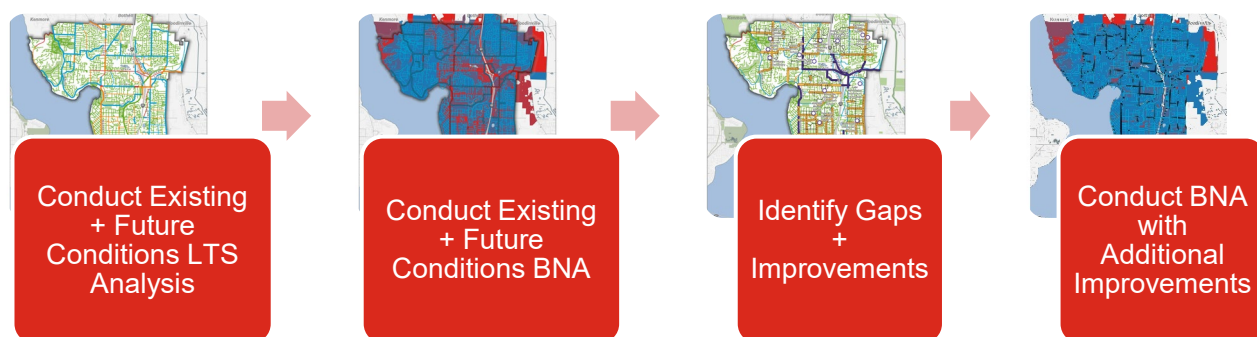 Conduct Existing
+ Future
Conditions LTS
Analysis
Conduct Existing
+ Future
Conditions BNA
Identify Gaps
+
Improvements
Conduct BNA
with
Additional
Improvements